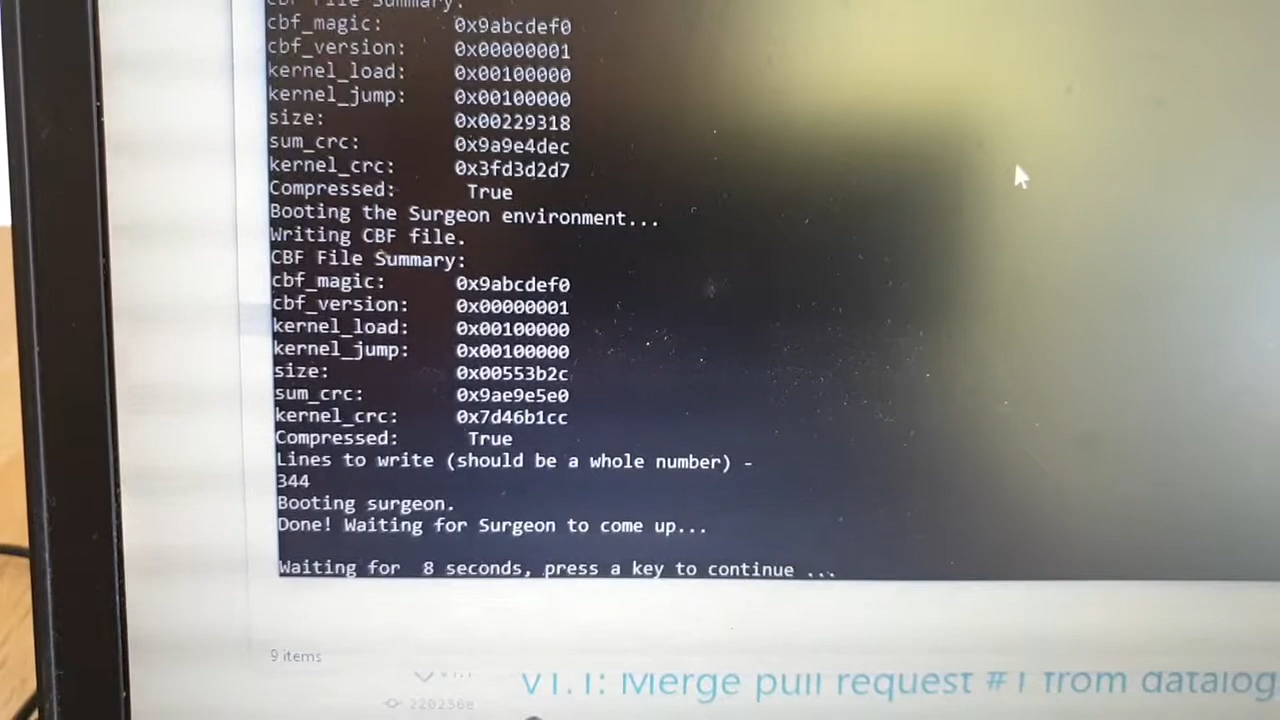 CBF File Summary:
cbf_magic: 0x9abcdef0
cbf_version: 0x00000001
kernel_load: 0x00100000
kernel_jump: 0x00100000
size: 0x00229318
sum_crc: 0x9a9e4dec
kernel_crc: 0x3fd3d2d7
Compressed: True
Booting the Surgeon environment...
Writing CBF file.
CBF File Summary:
cbf_magic: 0x9abcdef0
cbf_version: 0x00000001
kernel_load: 0x00100000
kernel_jump: 0x00100000
size: 0x00553b2c
sum_crc: 0x9ae9e5e0
kernel_crc: 0x7d46b1cc
Compressed: True
Lines to write (should be a whole number) -
344
Booting surgeon.
Done! Waiting for Surgeon to come up...
Waiting for 8 seconds, press a key to continue ...
9 items
V1.1: Merge pull request #1 from datalog
220236e